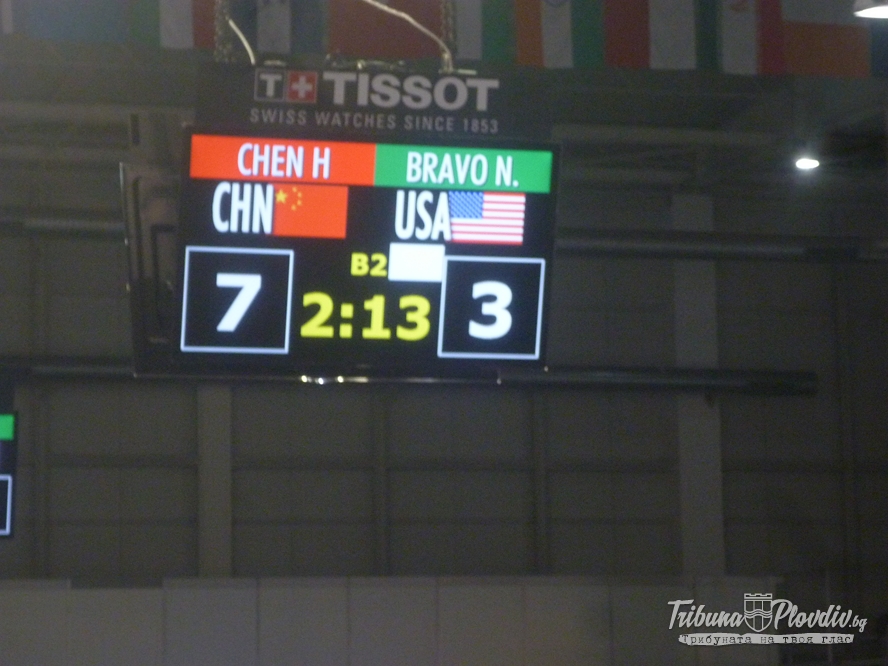 T+ TISSOT
SWISS WATCHES SINCE 1853
CHEN H BRAVO N.
CHN USA
B2
7 2:13 3
Tribuna Plovdiv.bg
Трибуната на твоя глас